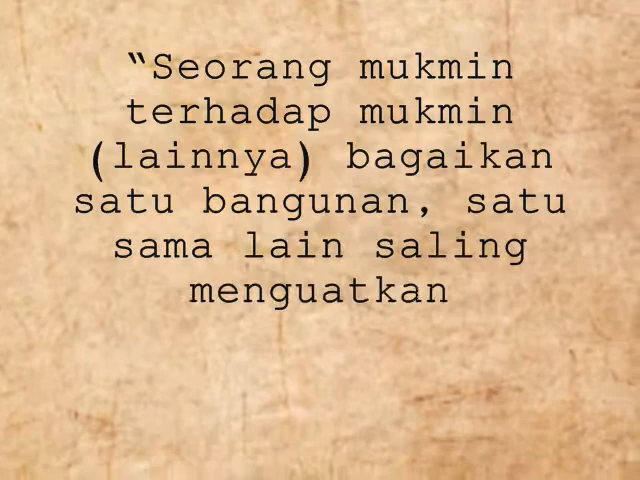 “Seorang mukmin
terhadap mukmin
(lainnya) bagaikan
satu bangunan, satu
sama lain saling
menguatkan